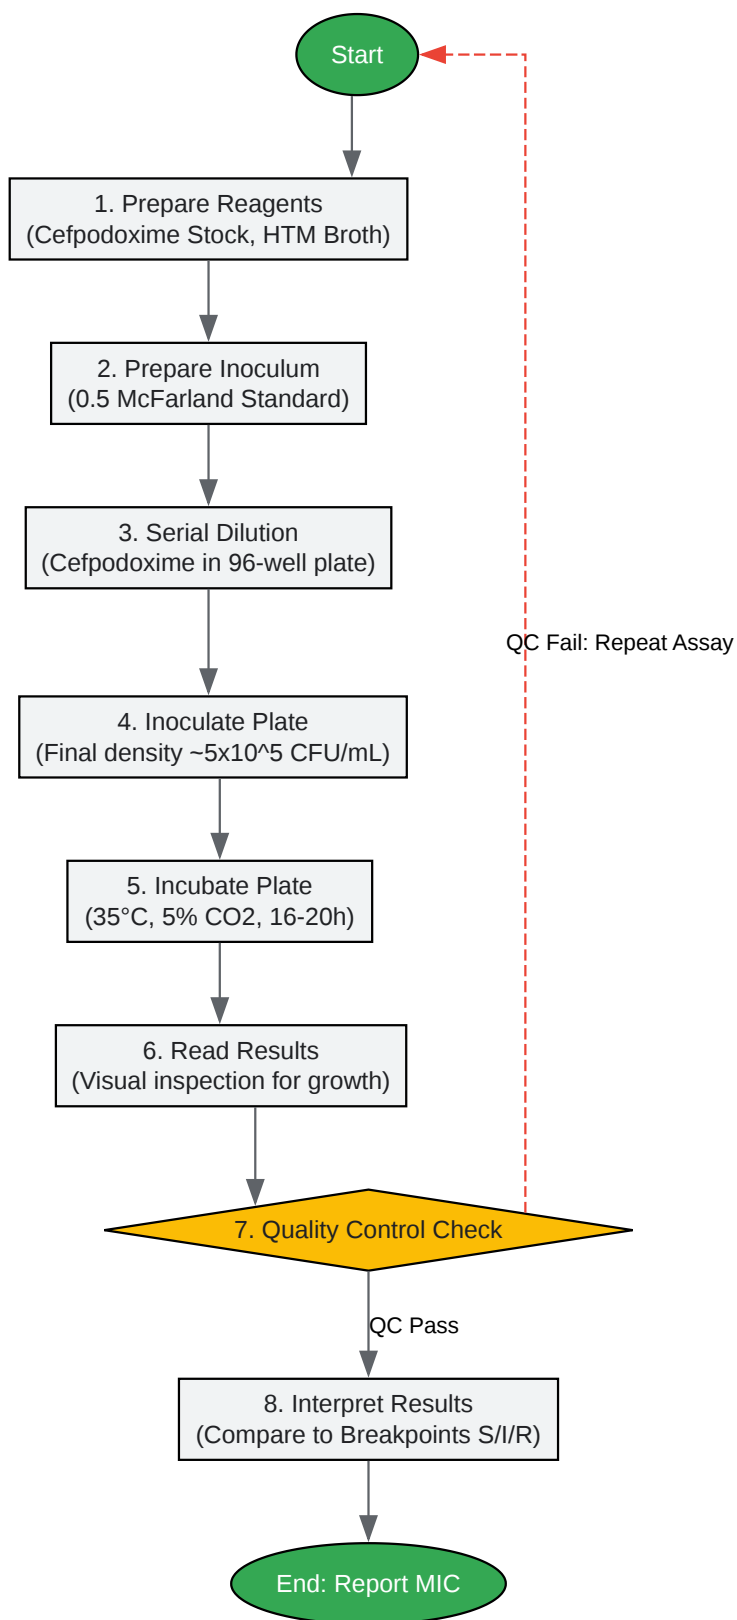 Start
1. Prepare Reagents
(Cefpodoxime Stock, HTM Broth)
2. Prepare Inoculum
(0.5 McFarland Standard)
3. Serial Dilution
(Cefpodoxime in 96-well plate)
QC Fail: Repeat Assay
4. Inoculate Plate
(Final density ~5x10^5 CFU/mL)
5. Incubate Plate
(35°C, 5% CO2, 16-20h)
6. Read Results
(Visual inspection for growth)
7. Quality Control Check
QC Pass
8. Interpret Results
(Compare to Breakpoints S/I/R)
End: Report MIC